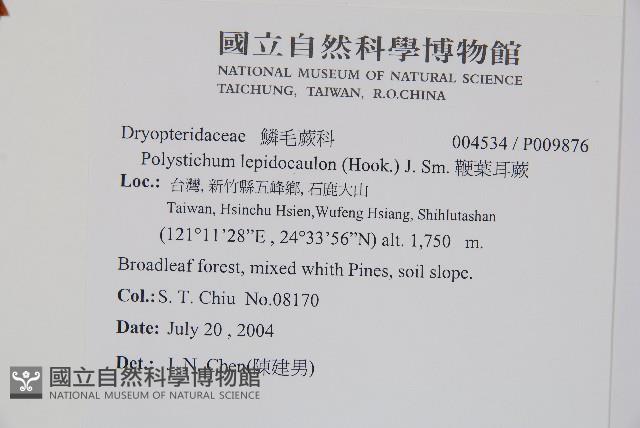 國立自然科學博物館
NATIONAL MUSEUM OF NATURAL SCIENCE
TAICHUNG, TAIWAN, R.O.CHINA
Dryopteridaceae 鱗毛蕨科 004534 / P009876
Polystichum lepidocaulon (Hook.) J. Sm. 鞭葉耳蕨
Loc.: 台灣, 新竹縣五峰鄉, 石鹿大山
Taiwan, Hsinchu Hsien,Wufeng Hsiang, Shihlutashan
(121°11'28”E , 24°33'56”N) alt. 1,750 m.
Broadleaf forest, mixed whith Pines, soil slope.
Col.: S. T. Chiu No.08170
Date: July 20 , 2004
Det.: J. N. Chen(陳建男)
國立自然科學博物館
NATIONAL MUSEUM OF NATURAL SCIENCE